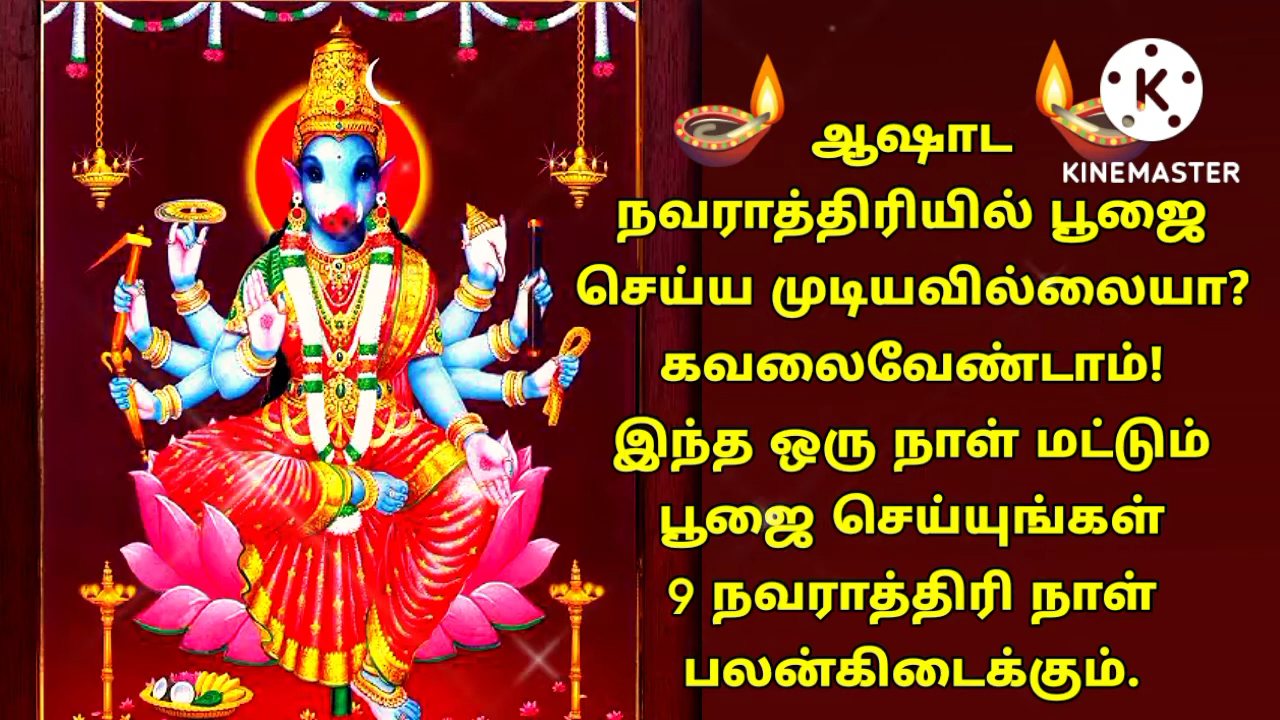 ஆஷாட
நவராத்திரியில் பூஜை
செய்ய முடியவில்லையா?
கவலைவேண்டாம்!
இந்த ஒரு நாள் மட்டும்
பூஜை செய்யுங்கள்
9 நவராத்திரி நாள்
பலன்கிடைக்கும்.
K
KINEMASTER